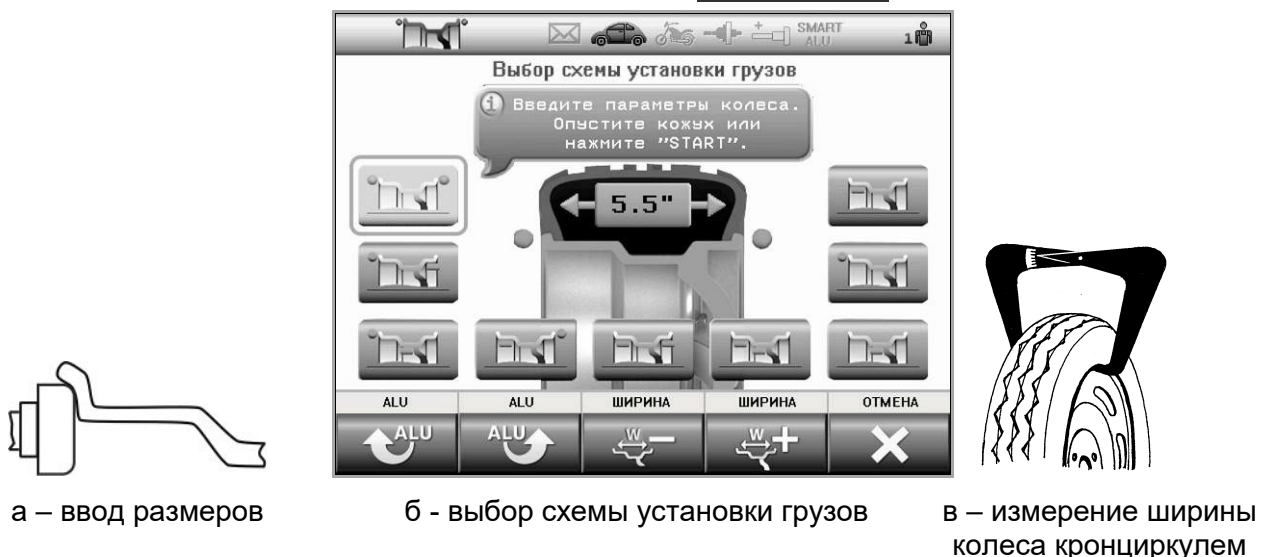 SMART
ALU
1
Выбор схемы установки грузов
i Введите параметры колеса.
Опустите кожух или
нажмите "START".
5.5"
ALU ALU ШИРИНА ШИРИНА ОТМЕНА
ALU ALU W W
а – ввод размеров
б - выбор схемы установки грузов
в – измерение ширины
колеса кронциркулем